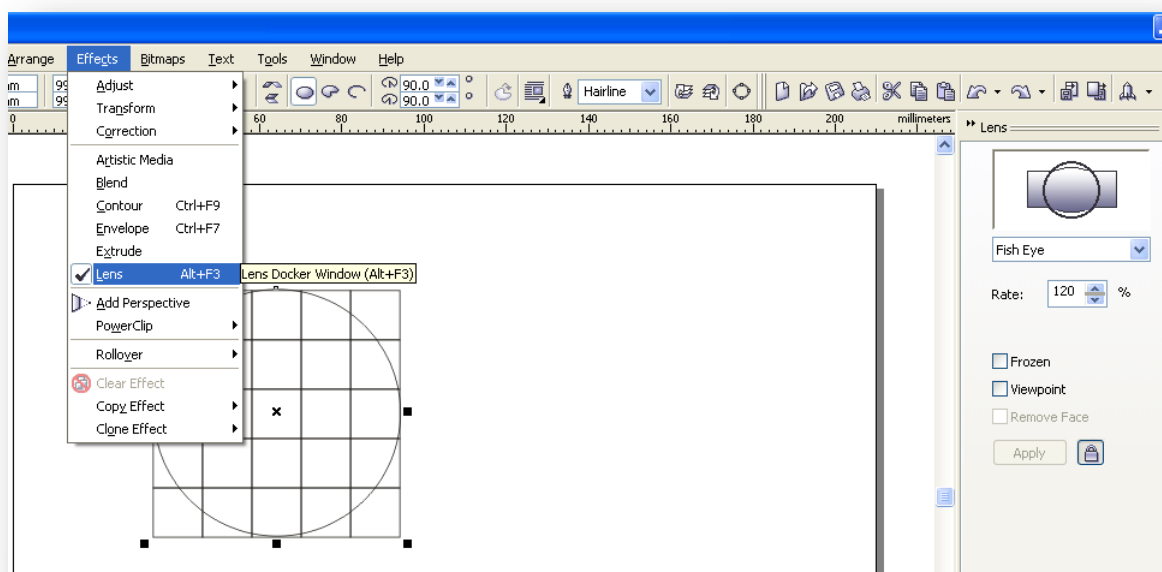 Arrange Effects Bitmaps Text Tools Window Help
90.0
Hairline
90.0
0 60 80 100 120 140 160 180 200 millimeters
Adjust
Transform
Correction
Artistic Media
Blend
Contour Ctrl+F9
Envelope Ctrl+F7
Extrude
Lens Alt+F3
Lens Docker Window (Alt+F3)
Add Perspective
PowerClip
Rollover
Clear Effect
Copy Effect
Clone Effect
Lens
Fish Eye
Rate: 120 %
Frozen
Viewpoint
Remove Face
Apply